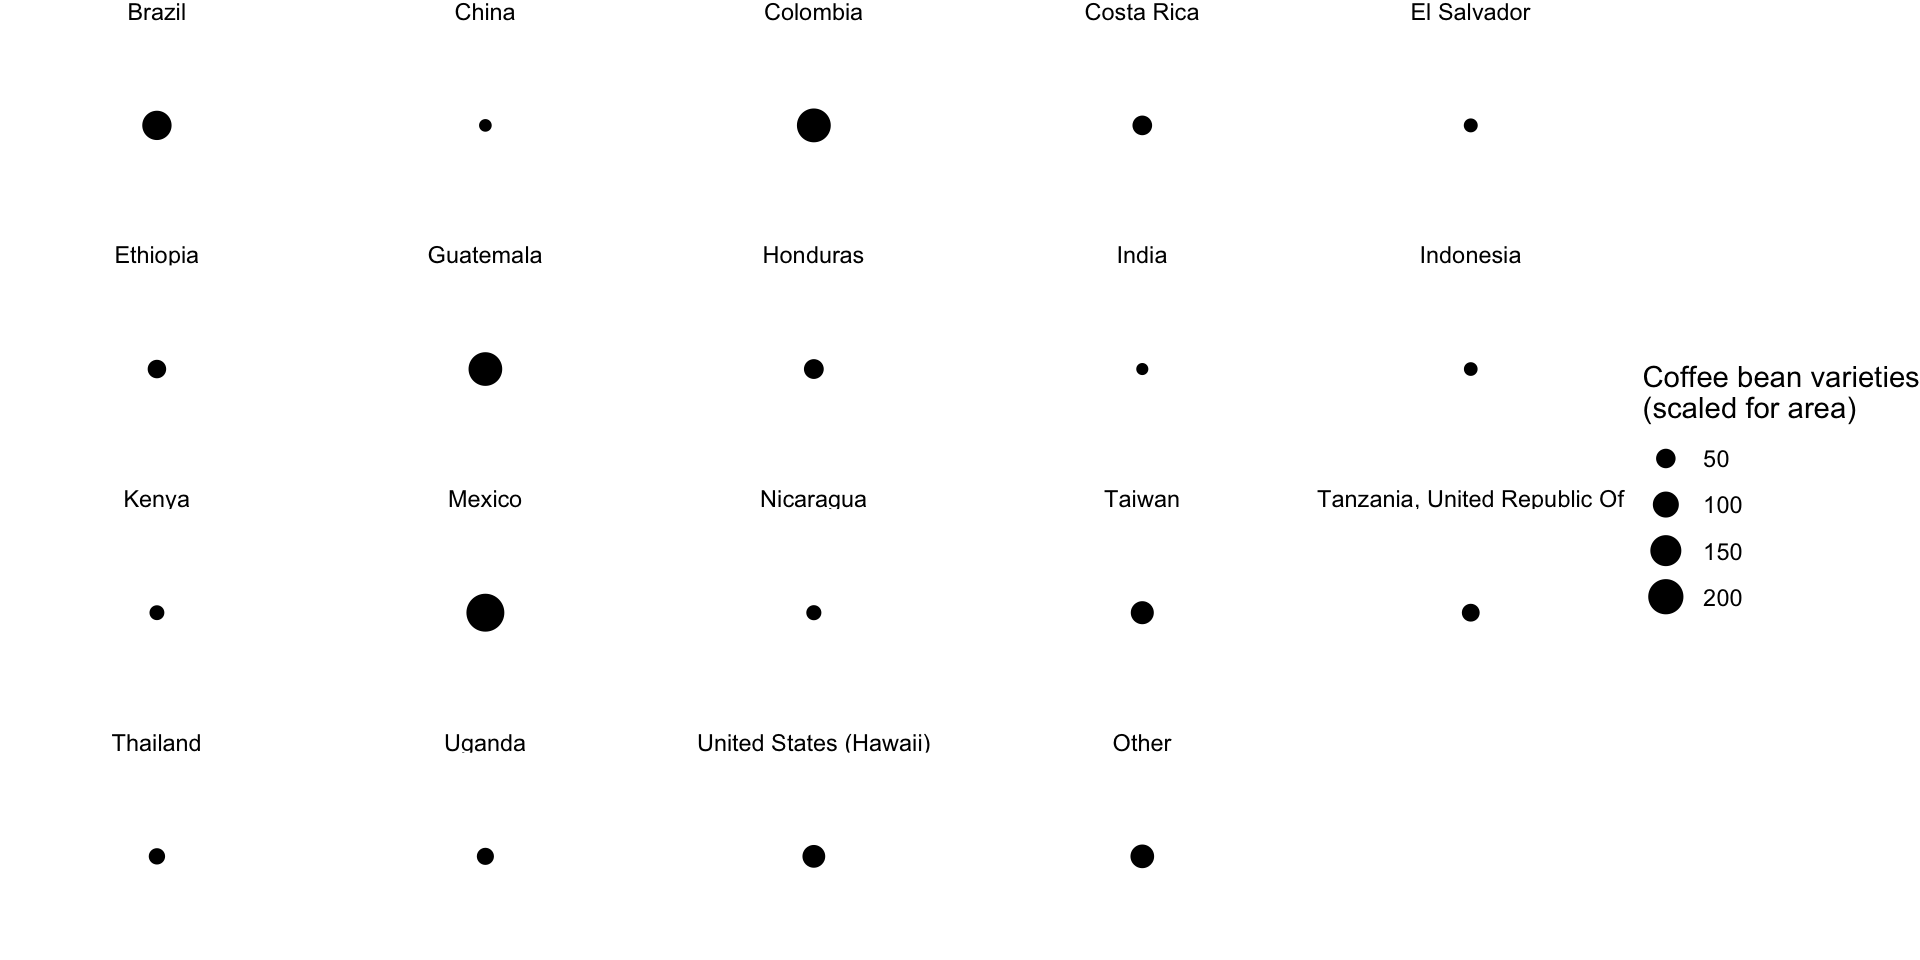 Brazil
China
Colombia
Costa Rica
El Salvador
Ethiopia
Guatemala
Honduras
India
Indonesia
Kenya
Mexico
Nicaragua
Taiwan
Tanzania, United Republic Of
Thailand
Uganda
United States (Hawaii)
Other
Coffee bean varieties
(scaled for area)
50
100
150
200